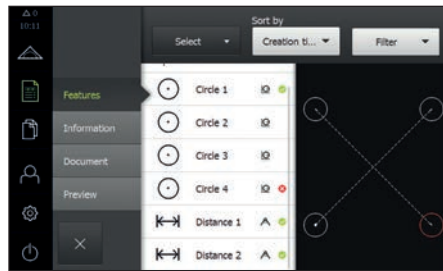 0
10:11
Sort by
Select
Creation ti...
Filter
Features
Information
Document
Preview
Circle 1
Circle 2
Circle 3
Circle 4
Distance 1
Distance 2